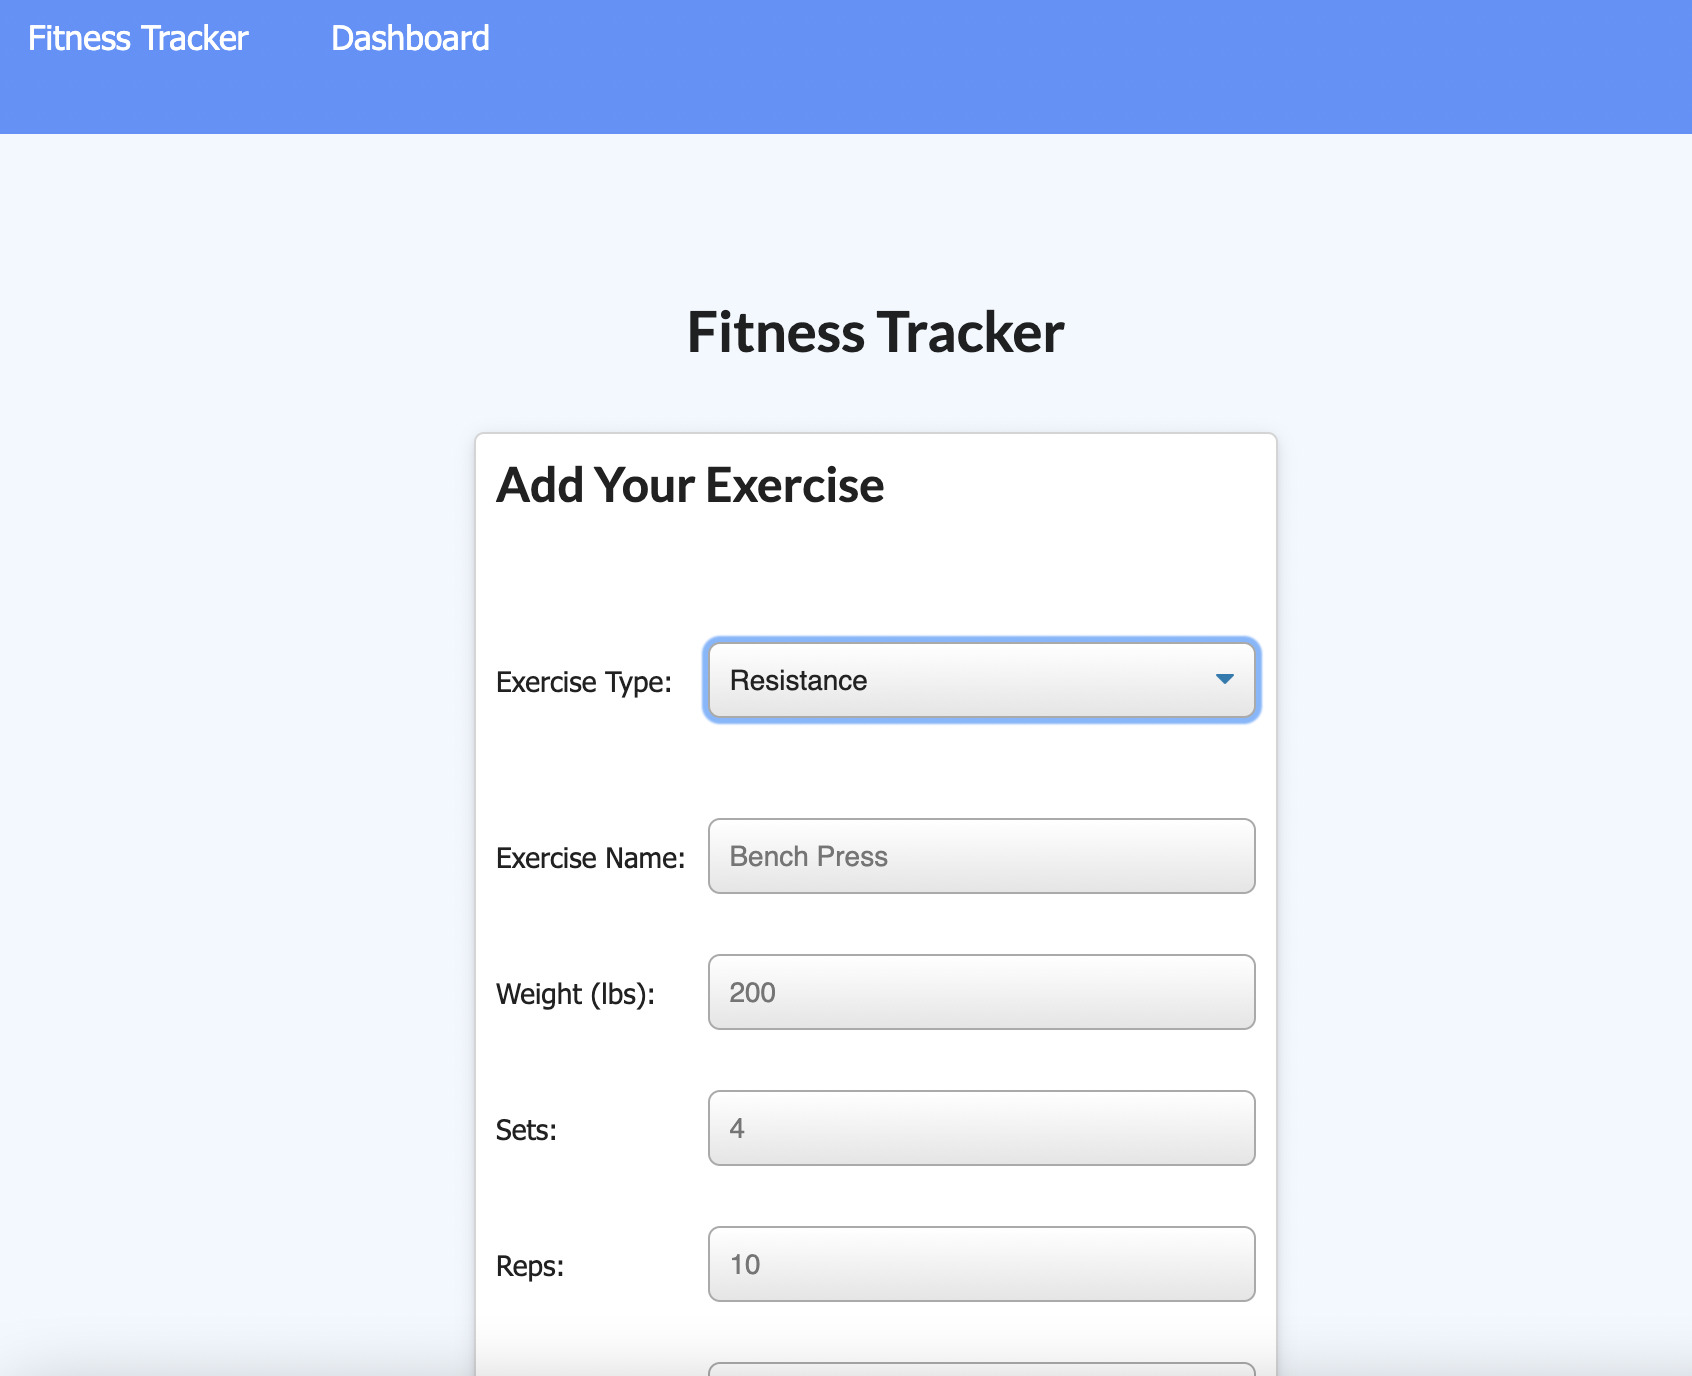 Fitness Tracker Dashboard
Fitness Tracker
Add Your Exercise
Exercise Type: Resistance
Exercise Name: Bench Press
Weight (lbs): 200
Sets: 4
Reps: 10